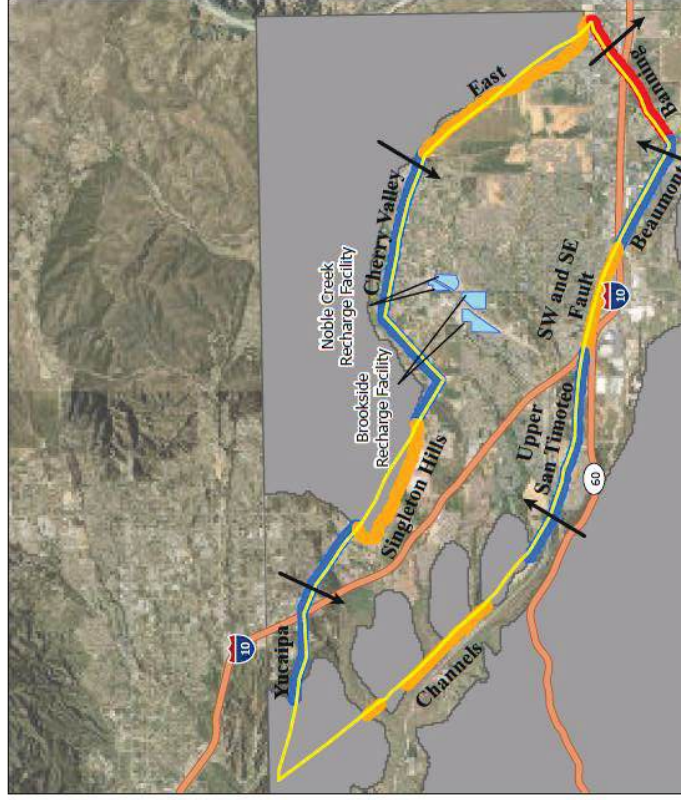 Noble Creek
Recharge Facility
Brookside
Recharge Facility
East
Cherry Valley
Banning
Beaumont
SW and SE
Fault
10
Upper
San Timoteo
60
Singleton Hills
Channels
Yucaipa
10